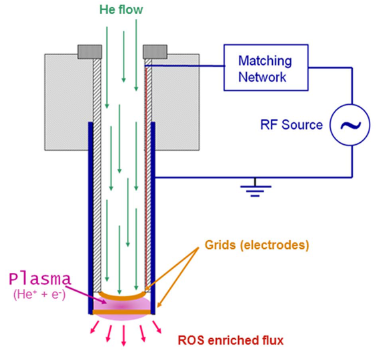 He flow
Matching
Network
RF Source
~
Grids (electrodes)
Plasma
(He* + e-)
ROS enriched flux